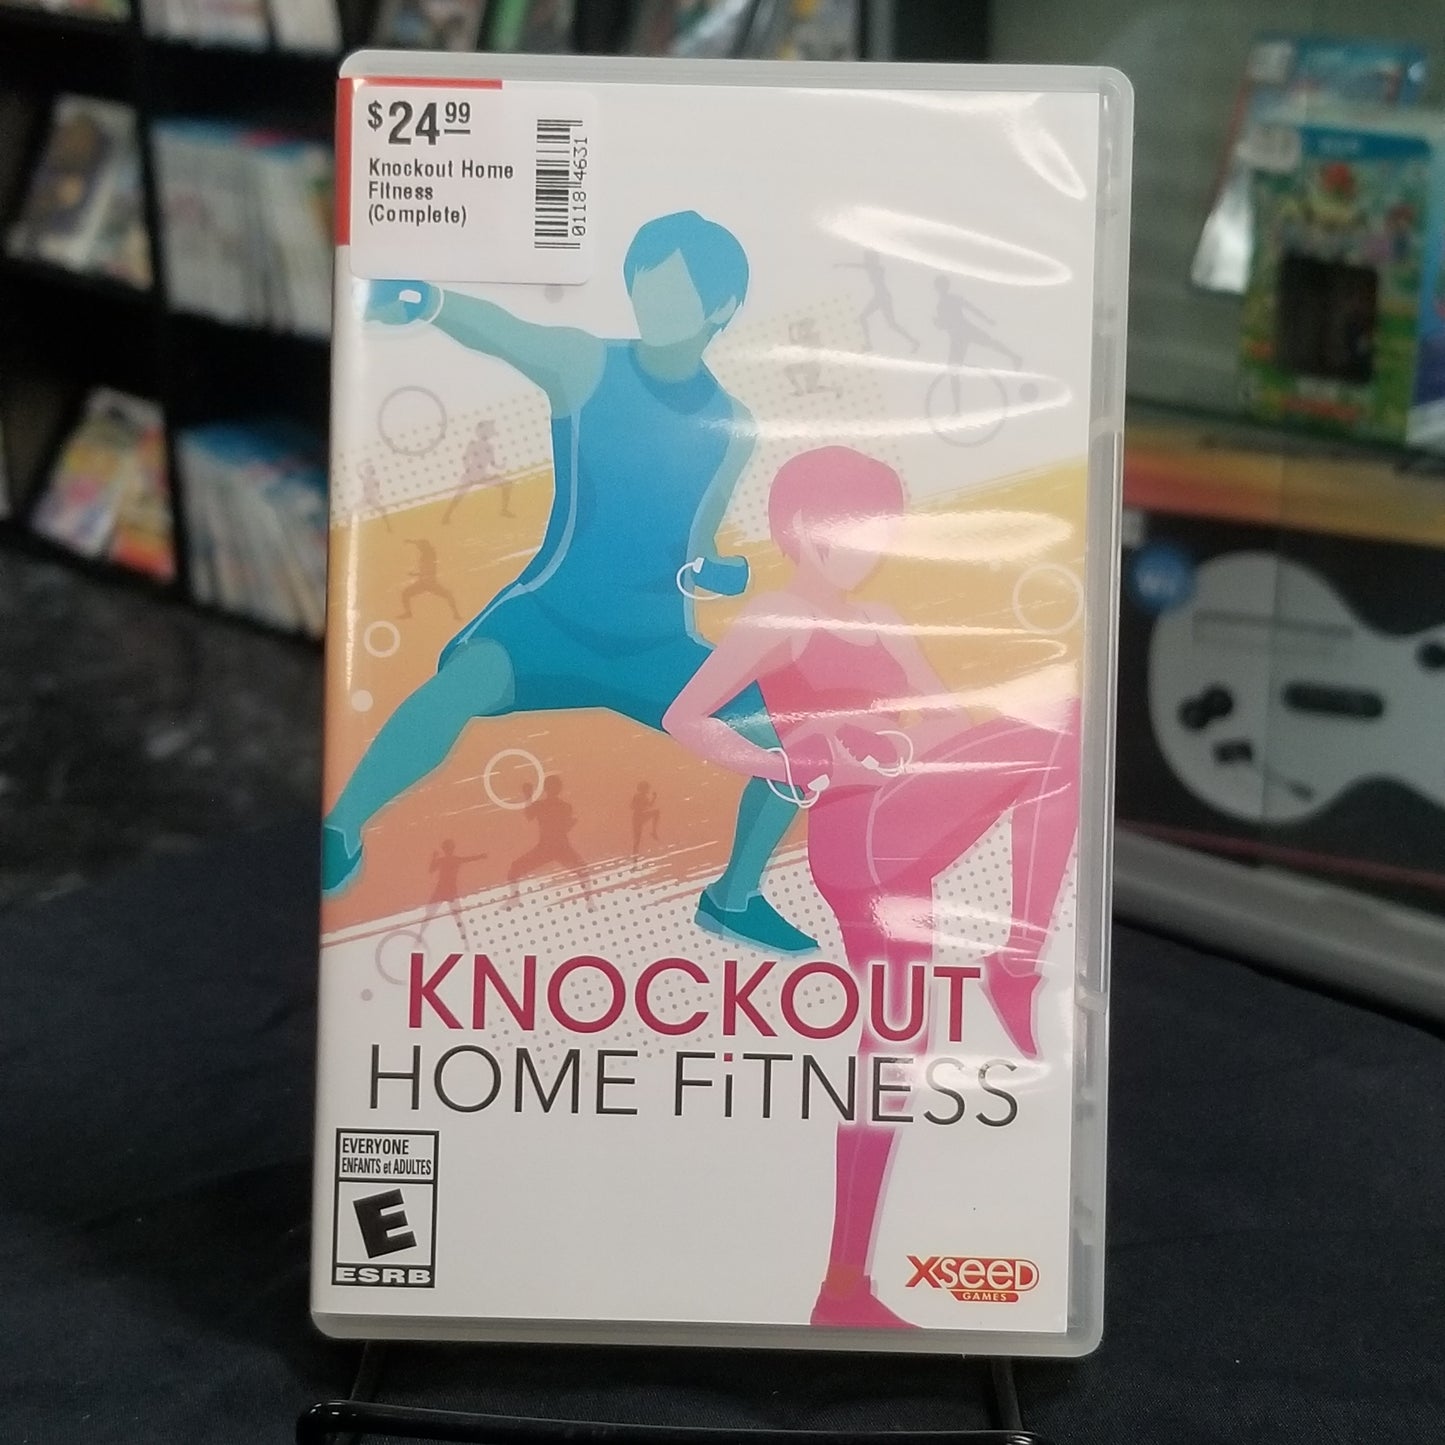 $24.99
Knockout Home
Fitness
(Complete)
0118 4631
KNOCKOUT
HOME FiTNESS
EVERYONE
ENFANTS et ADULTES
E
ESRB
XSEED
GAMES